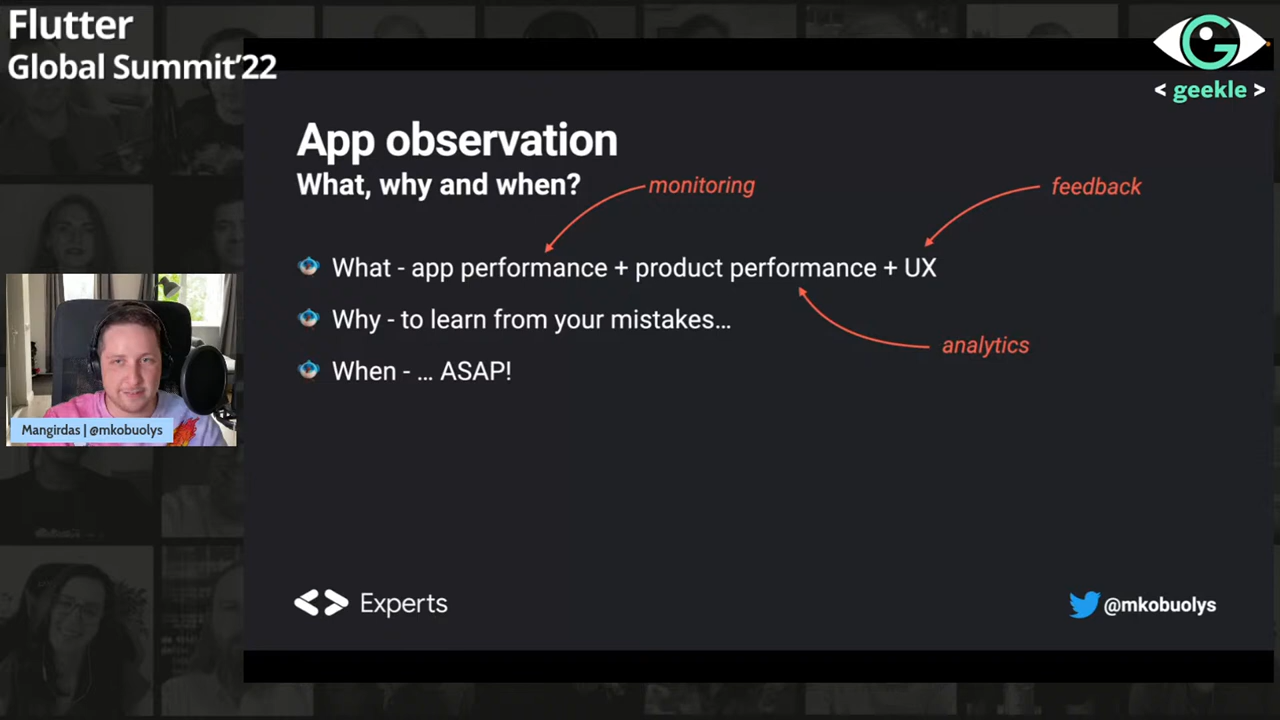 Flutter
Global Summit'22
G
< geekle >
App observation
What, why and when?
monitoring
feedback
What - app performance + product performance + UX
Why - to learn from your mistakes…
analytics
When - … ASAP!
Mangirdas | @mkobuolys
<> Experts
@mkobuolys